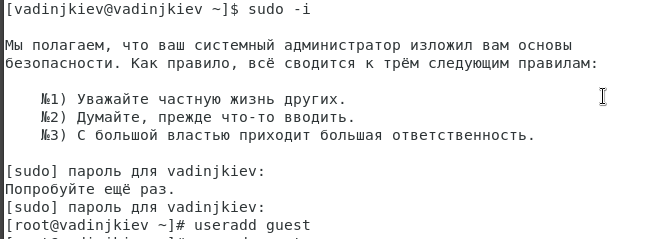 [vadinjkiev@vadinjkiev ~]$ sudo -i
Мы полагаем, что ваш системный администратор изложил вам основы
безопасности. Как правило, всё сводится к трём следующим правилам:
№1) Уважайте частную жизнь других.
№2) Думайте, прежде что-то вводить.
№3) С большой властью приходит большая ответственность.
[sudo] пароль для vadinjkiev:
Попробуйте ещё раз.
[sudo] пароль для vadinjkiev:
[root@vadinjkiev ~]# useradd guest